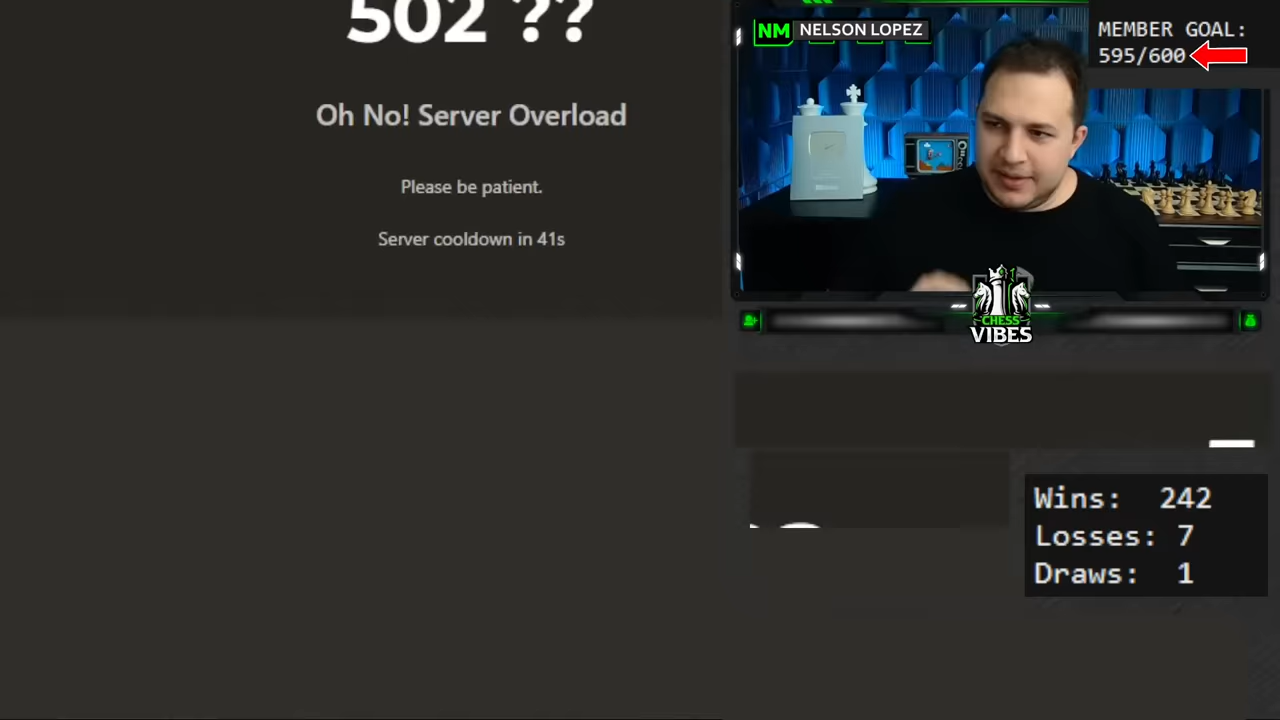 502 ??
Oh No! Server Overload
Please be patient.
Server cooldown in 41s
NM NELSON LOPEZ
MEMBER GOAL:
595/600
CHESS
VIBES
Wins: 242
Losses: 7
Draws: 1